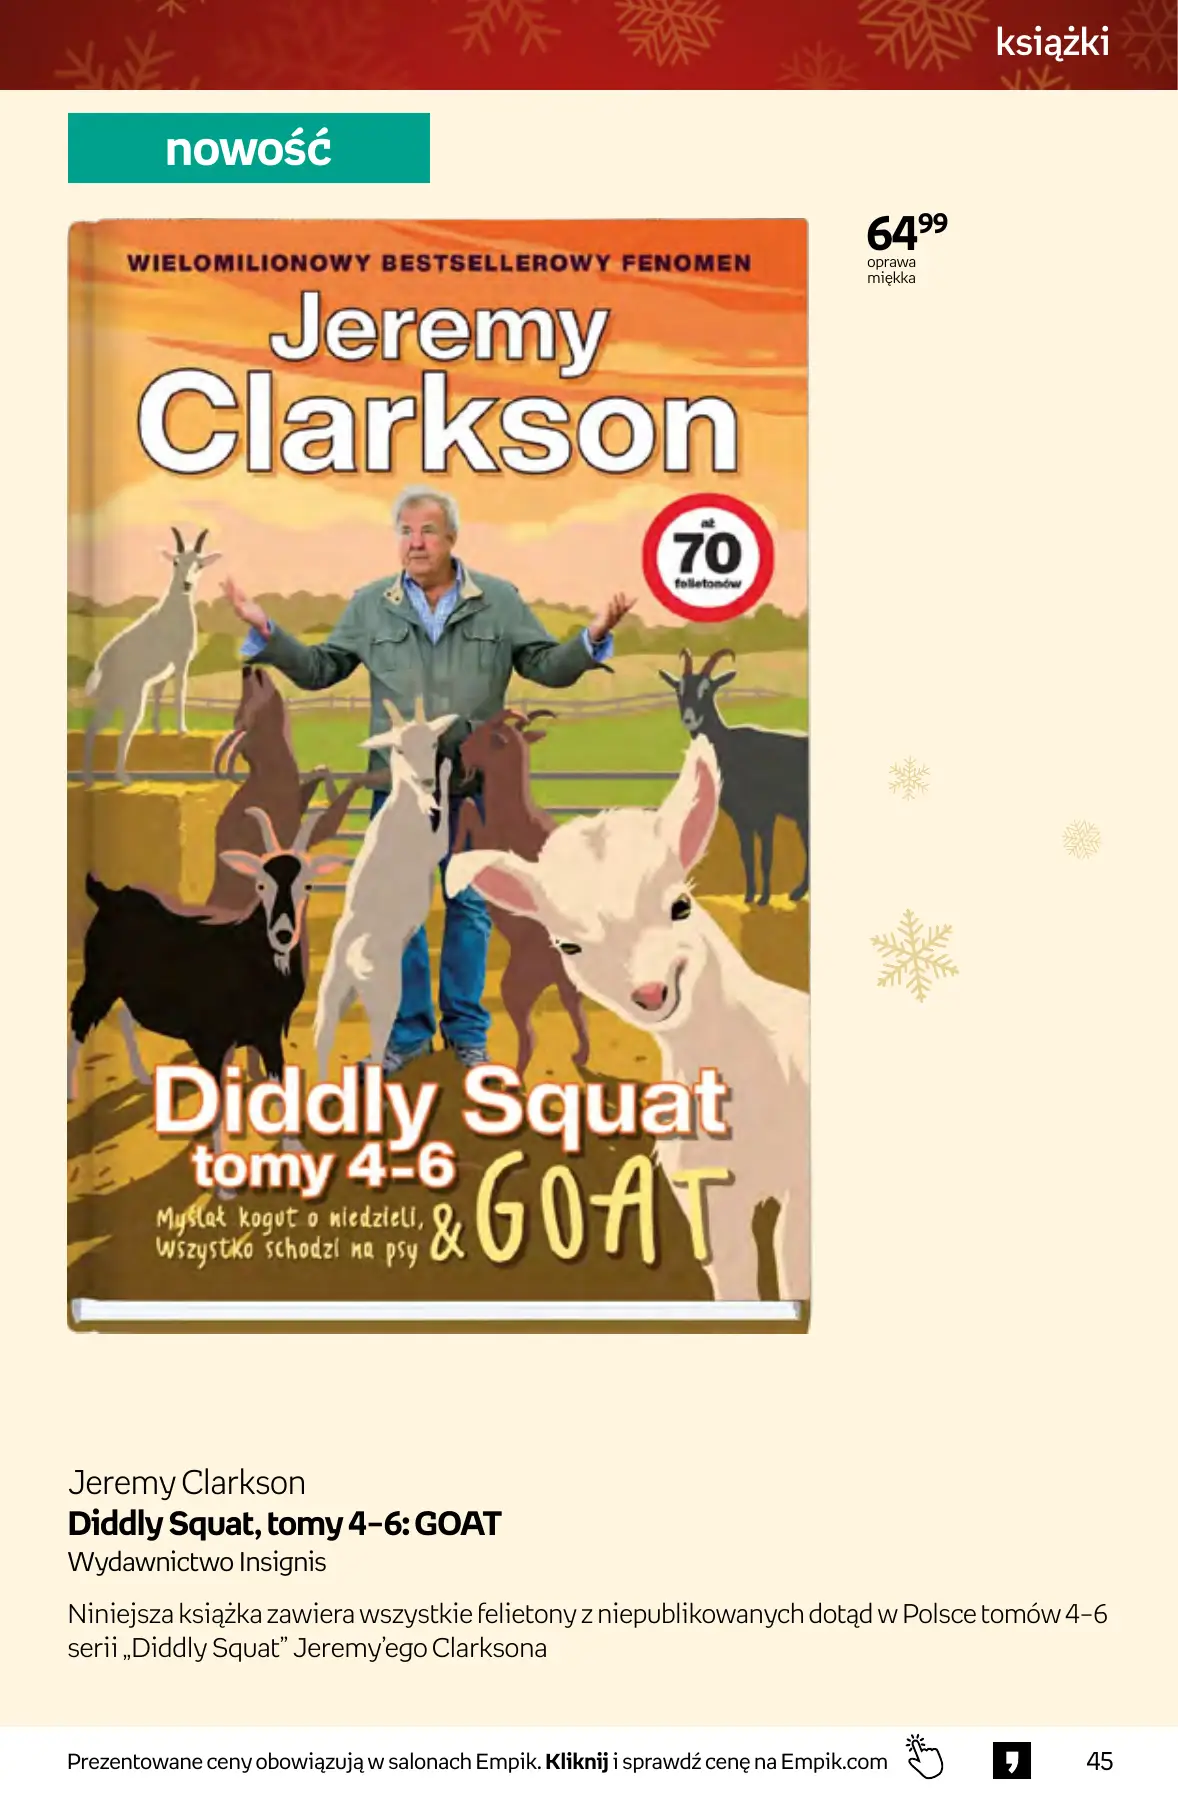 książki
nowość
64⁹⁹
oprawa
miękka
WIELOMILIONOWY BESTSELLEROWY FENOMEN
Jeremy
Clarkson
aż
70
felietonów
Diddly Squat
tomy 4–6
Myślał kogut o niedzieli,
Wszystko schodzi na psy
& GOAT
Jeremy Clarkson
Diddly Squat, tomy 4–6: GOAT
Wydawnictwo Insignis
Niniejsza książka zawiera wszystkie felietony z niepublikowanych dotąd w Polsce tomów 4–6
serii „Diddly Squat” Jeremy’ego Clarksona
Prezentowane ceny obowiązują w salonach Empik. Kliknij i sprawdź cenę na Empik.com
45